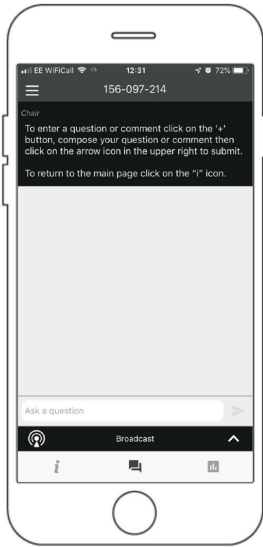 EE WiFiCall 12:31 72%
156-097-214
Chair
To enter a question or comment click on the '+'
button, compose your question or comment then
click on the arrow icon in the upper right to submit.
To return to the main page click on the "i" icon.
Ask a question
Broadcast
i